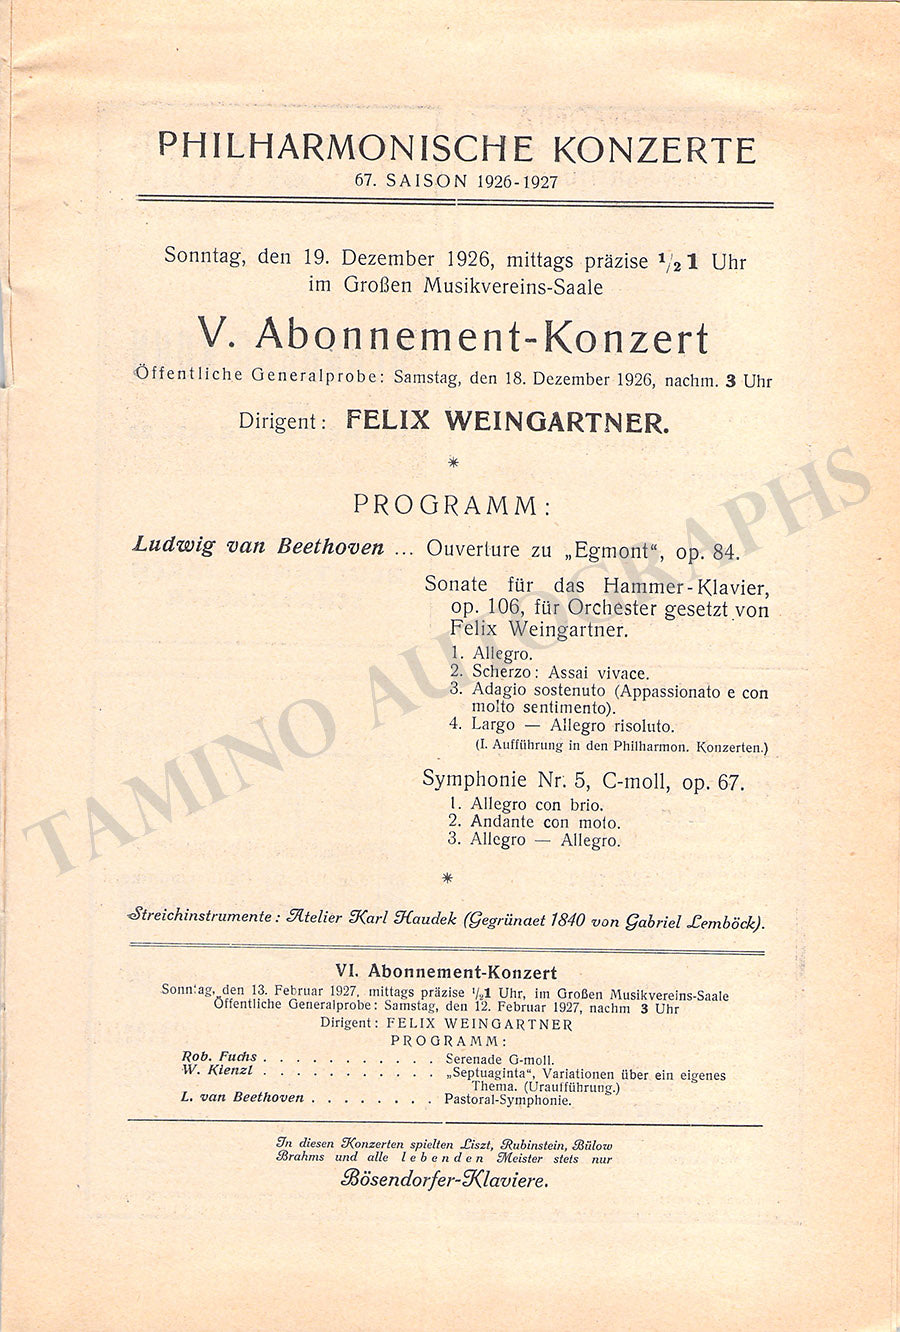 PHILHARMONISCHE KONZERTE
67. SAISON 1926-1927
Sonntag, den 19. Dezember 1926, mittags präzise ½1 Uhr
im Großen Musikvereins-Saale
V. Abonnement-Konzert
Öffentliche Generalprobe: Samstag, den 18. Dezember 1926, nachm. 3 Uhr
Dirigent: FELIX WEINGARTNER.
*
PROGRAMM:
Ludwig van Beethoven ... Ouverture zu „Egmont“, op. 84.
Sonate für das Hammer-Klavier,
op. 106, für Orchester gesetzt von
Felix Weingartner.
1. Allegro.
2. Scherzo: Assai vivace.
3. Adagio sostenuto (Appassionato e con
molto sentimento).
4. Largo — Allegro risoluto.
(I. Aufführung in den Philharmon. Konzerten.)
Symphonie Nr. 5, C-moll, op. 67.
1. Allegro con brio.
2. Andante con moto.
3. Allegro — Allegro.
*
Streichinstrumente: Atelier Karl Haudek (Gegrünaet 1840 von Gabriel Lemböck).
VI. Abonnement-Konzert
Sonntag, den 13. Februar 1927, mittags präzise ½1 Uhr, im Großen Musikvereins-Saale
Öffentliche Generalprobe: Samstag, den 12. Februar 1927, nachm 3 Uhr
Dirigent: FELIX WEINGARTNER
PROGRAMM:
Rob. Fuchs . . . . . . . . . . . Serenade G-moll.
W. Kienzl . . . . . . . . . . . „Septuaginta“, Variationen über ein eigenes
Thema. (Uraufführung.)
L. van Beethoven . . . . . . . . Pastoral-Symphonie.
In diesen Konzerten spielten Liszt, Rubinstein, Bülow
Brahms und alle lebenden Meister stets nur
Bösendorfer-Klaviere.
TAMINO AUTOGRAPHS